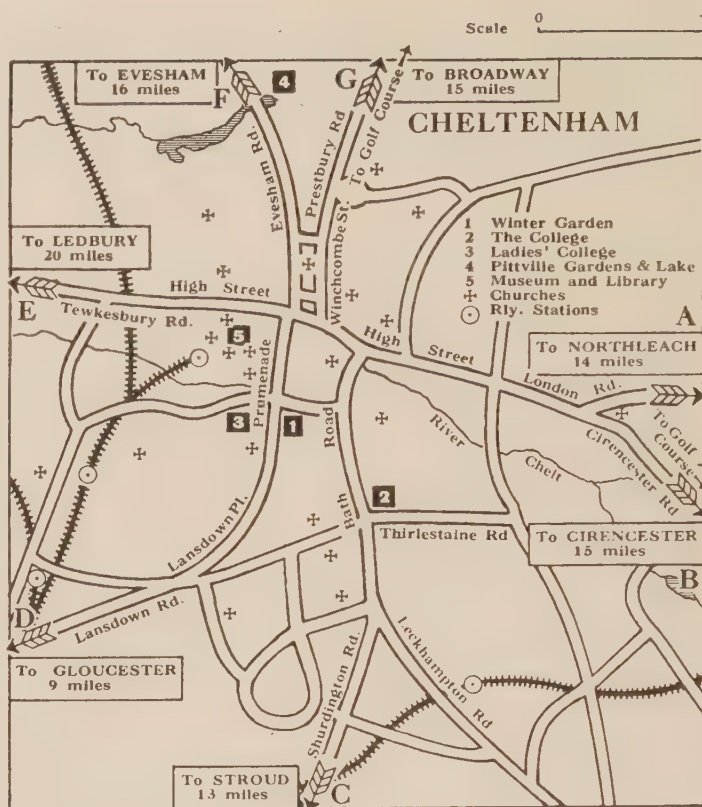 Scale
0
To EVESHAM
16 miles
F
4
G
To BROADWAY
15 miles
CHELTENHAM
Evesham Rd.
Prestbury Rd
To Golf Course
Winchcombe St.
1 Winter Garden
2 The College
3 Ladies' College
4 Pittville Gardens & Lake
5 Museum and Library
Churches
Rly. Stations
To LEDBURY
20 miles
E
High Street
Tewkesbury Rd.
5
Promenade
High Street
A
To NORTHLEACH
14 miles
London Rd.
To Golf
Course
Cirencester Rd
3
1
Road
River Chelt
2
Bath
Lansdown Pl.
Thirlestaine Rd
To CIRENCESTER
15 miles
B
D
Lansdown Rd.
To GLOUCESTER
9 miles
Shurdington Rd.
Leckhampton Rd
To STROUD
13 miles
C